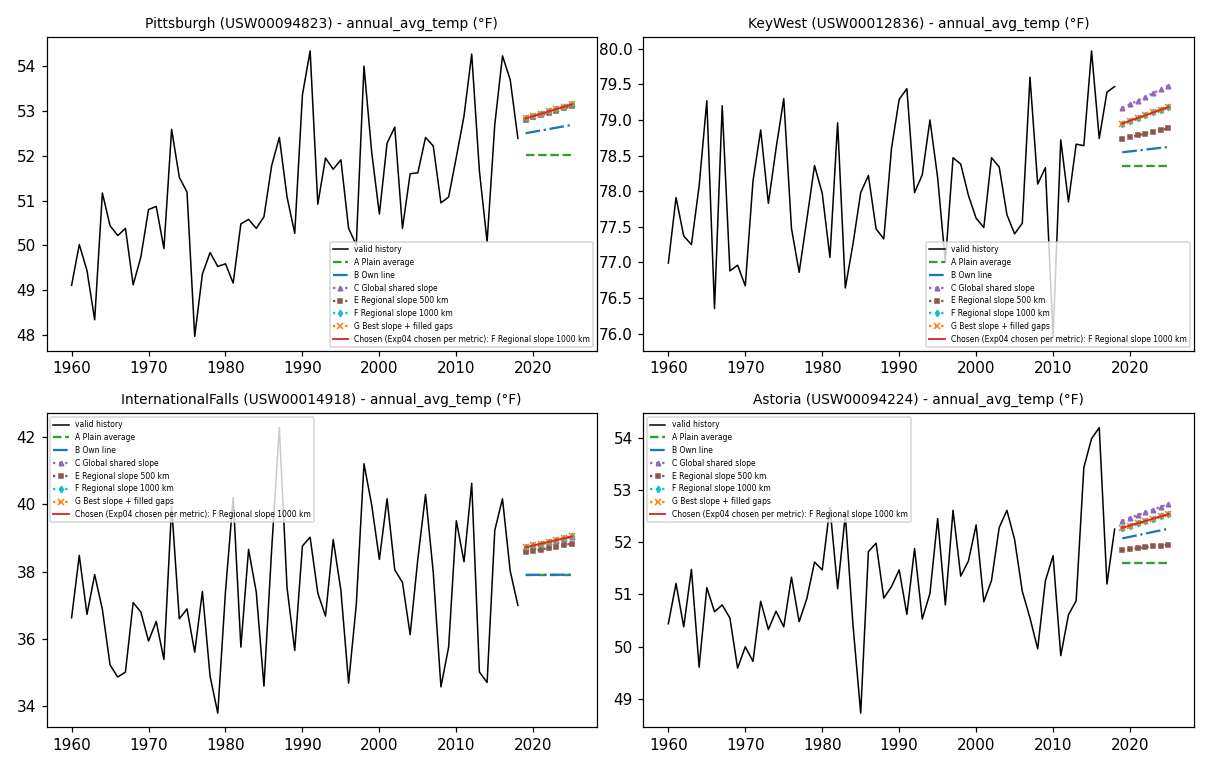 Pittsburgh (USW00094823) - annual_avg_temp (°F)
54
53
52
51
50
49
48
valid history
A Plain average
B Own line
C Global shared slope
E Regional slope 500 km
F Regional slope 1000 km
G Best slope + filled gaps
Chosen (Exp04 chosen per metric): F Regional slope 1000 km
1960 1970 1980 1990 2000 2010 2020
KeyWest (USW00012836) - annual_avg_temp (°F)
80.0
79.5
79.0
78.5
78.0
77.5
77.0
76.5
76.0
valid history
A Plain average
B Own line
C Global shared slope
E Regional slope 500 km
F Regional slope 1000 km
G Best slope + filled gaps
Chosen (Exp04 chosen per metric): F Regional slope 1000 km
1960 1970 1980 1990 2000 2010 2020
InternationalFalls (USW00014918) - annual_avg_temp (°F)
42
40
38
36
34
valid history
A Plain average
B Own line
C Global shared slope
E Regional slope 500 km
F Regional slope 1000 km
G Best slope + filled gaps
Chosen (Exp04 chosen per metric): F Regional slope 1000 km
1960 1970 1980 1990 2000 2010 2020
Astoria (USW00094224) - annual_avg_temp (°F)
54
53
52
51
50
49
valid history
A Plain average
B Own line
C Global shared slope
E Regional slope 500 km
F Regional slope 1000 km
G Best slope + filled gaps
Chosen (Exp04 chosen per metric): F Regional slope 1000 km
1960 1970 1980 1990 2000 2010 2020